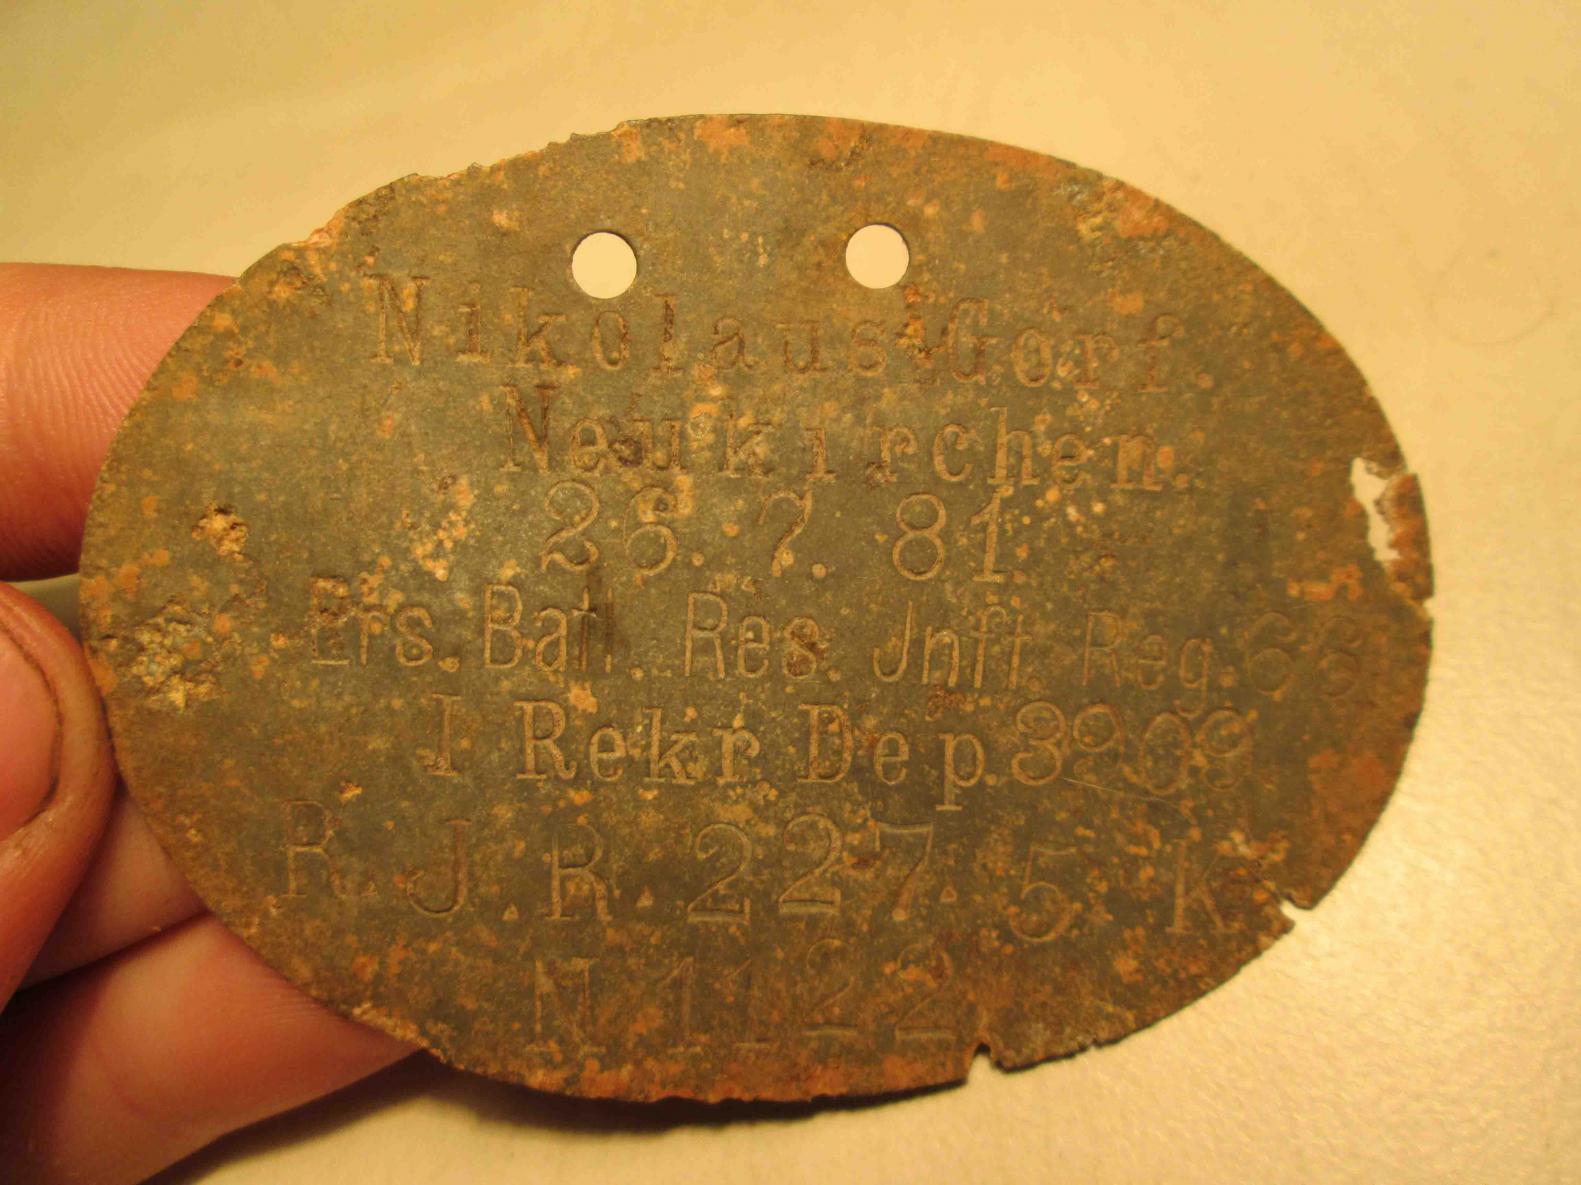 Nikolaus Gorf.
Neukirchen.
26. 7. 81.
Ers. Batl. Res. Jnft. Reg. 68
I Rekr. Dep. 3909
R. J. R. 227. 5. K
N 1122